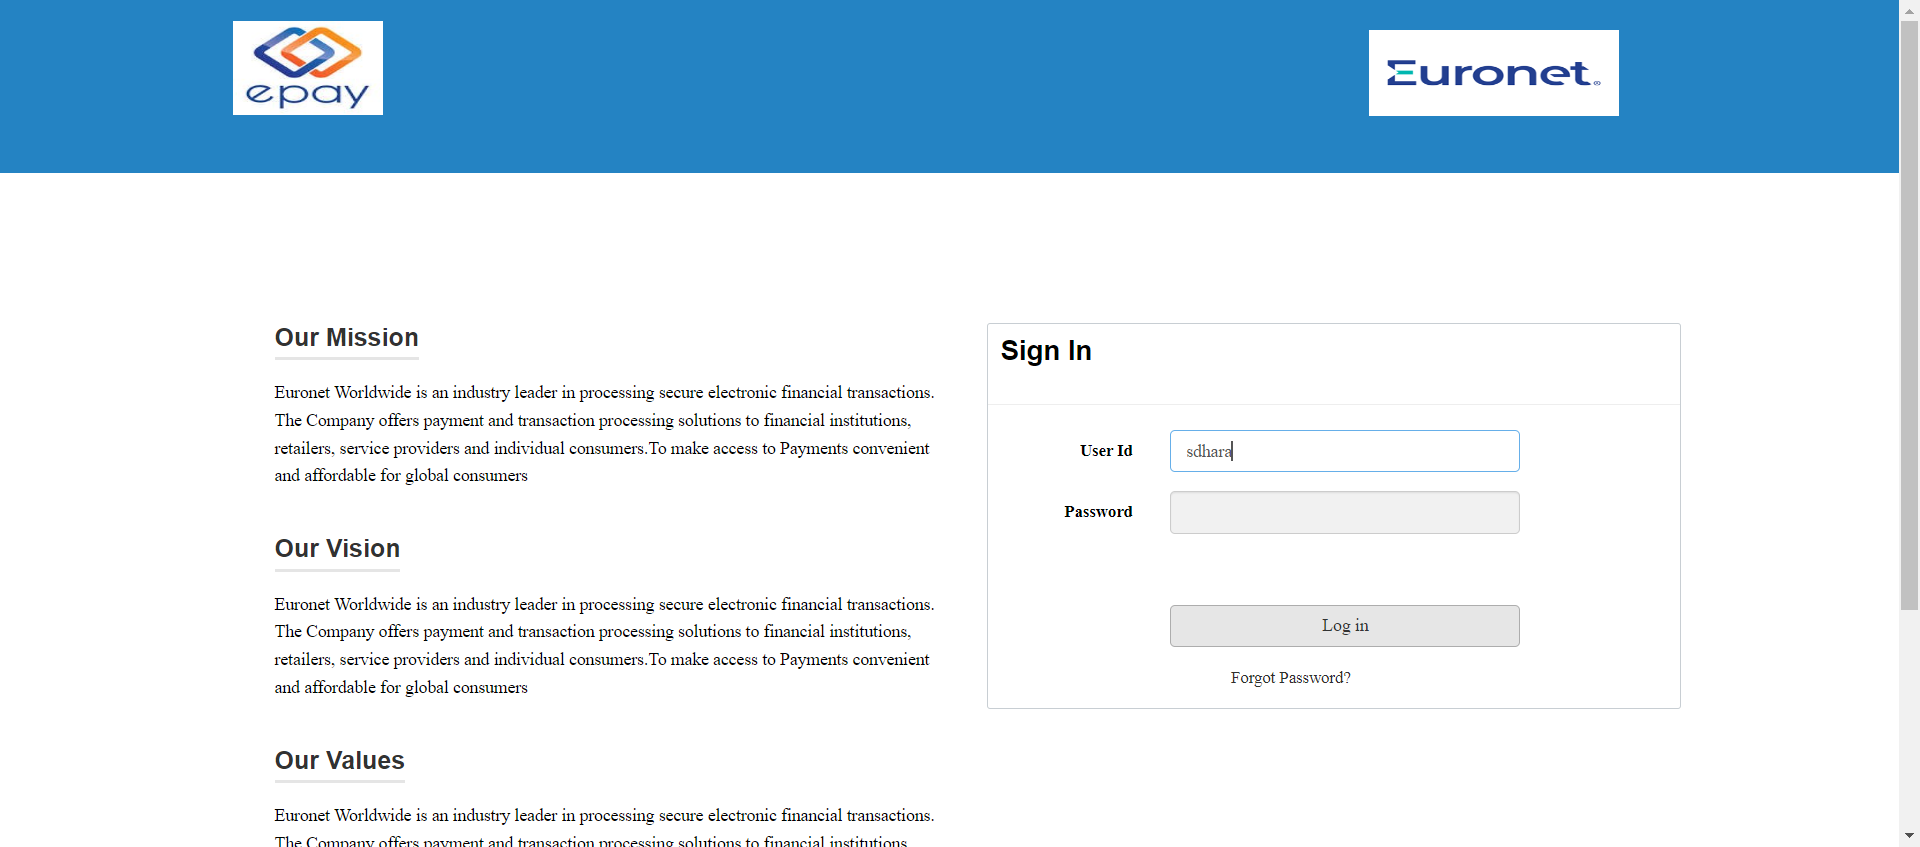 epay
Euronet®
Our Mission
Euronet Worldwide is an industry leader in processing secure electronic financial transactions.
The Company offers payment and transaction processing solutions to financial institutions,
retailers, service providers and individual consumers.To make access to Payments convenient
and affordable for global consumers
Our Vision
Euronet Worldwide is an industry leader in processing secure electronic financial transactions.
The Company offers payment and transaction processing solutions to financial institutions,
retailers, service providers and individual consumers.To make access to Payments convenient
and affordable for global consumers
Our Values
Euronet Worldwide is an industry leader in processing secure electronic financial transactions.
The Company offers payment and transaction processing solutions to financial institutions,
Sign In
User Id
sdhara
Password
Log in
Forgot Password?